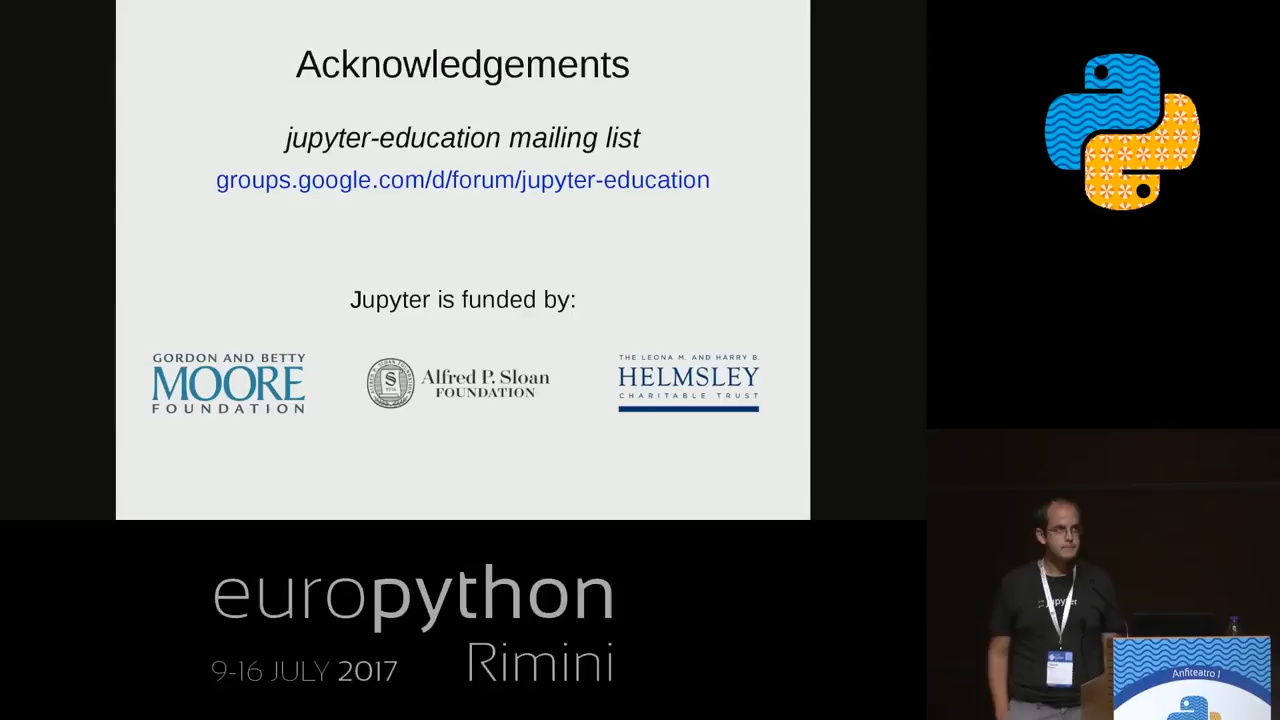 Acknowledgements
jupyter-education mailing list
groups.google.com/d/forum/jupyter-education
Jupyter is funded by:
GORDON AND BETTY
MOORE
FOUNDATION
Alfred P. Sloan
FOUNDATION
THE LEONA M. AND HARRY B.
HELMSLEY
CHARITABLE TRUST
europython
9-16 JULY 2017
Rimini
jupyter
Anfiteatro 1